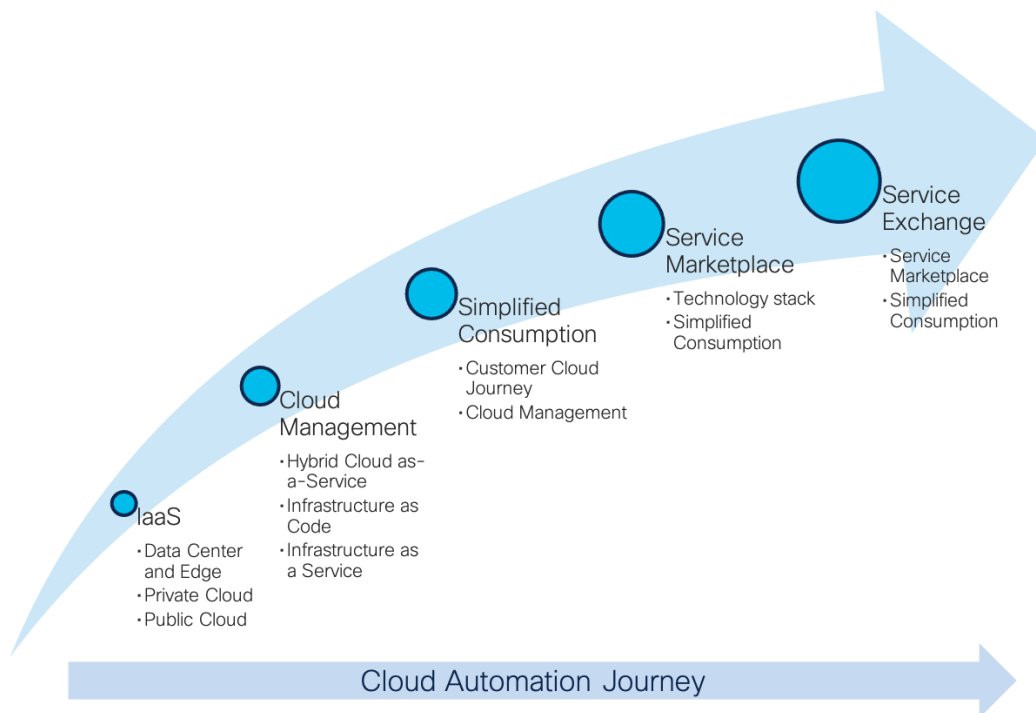 IaaS
·Data Center
and Edge
·Private Cloud
·Public Cloud
Cloud
Management
·Hybrid Cloud as-
a-Service
·Infrastructure as
Code
·Infrastructure as
a Service
Simplified
Consumption
·Customer Cloud
Journey
·Cloud Management
Service
Marketplace
·Technology stack
·Simplified
Consumption
Service
Exchange
·Service
Marketplace
·Simplified
Consumption
Cloud Automation Journey